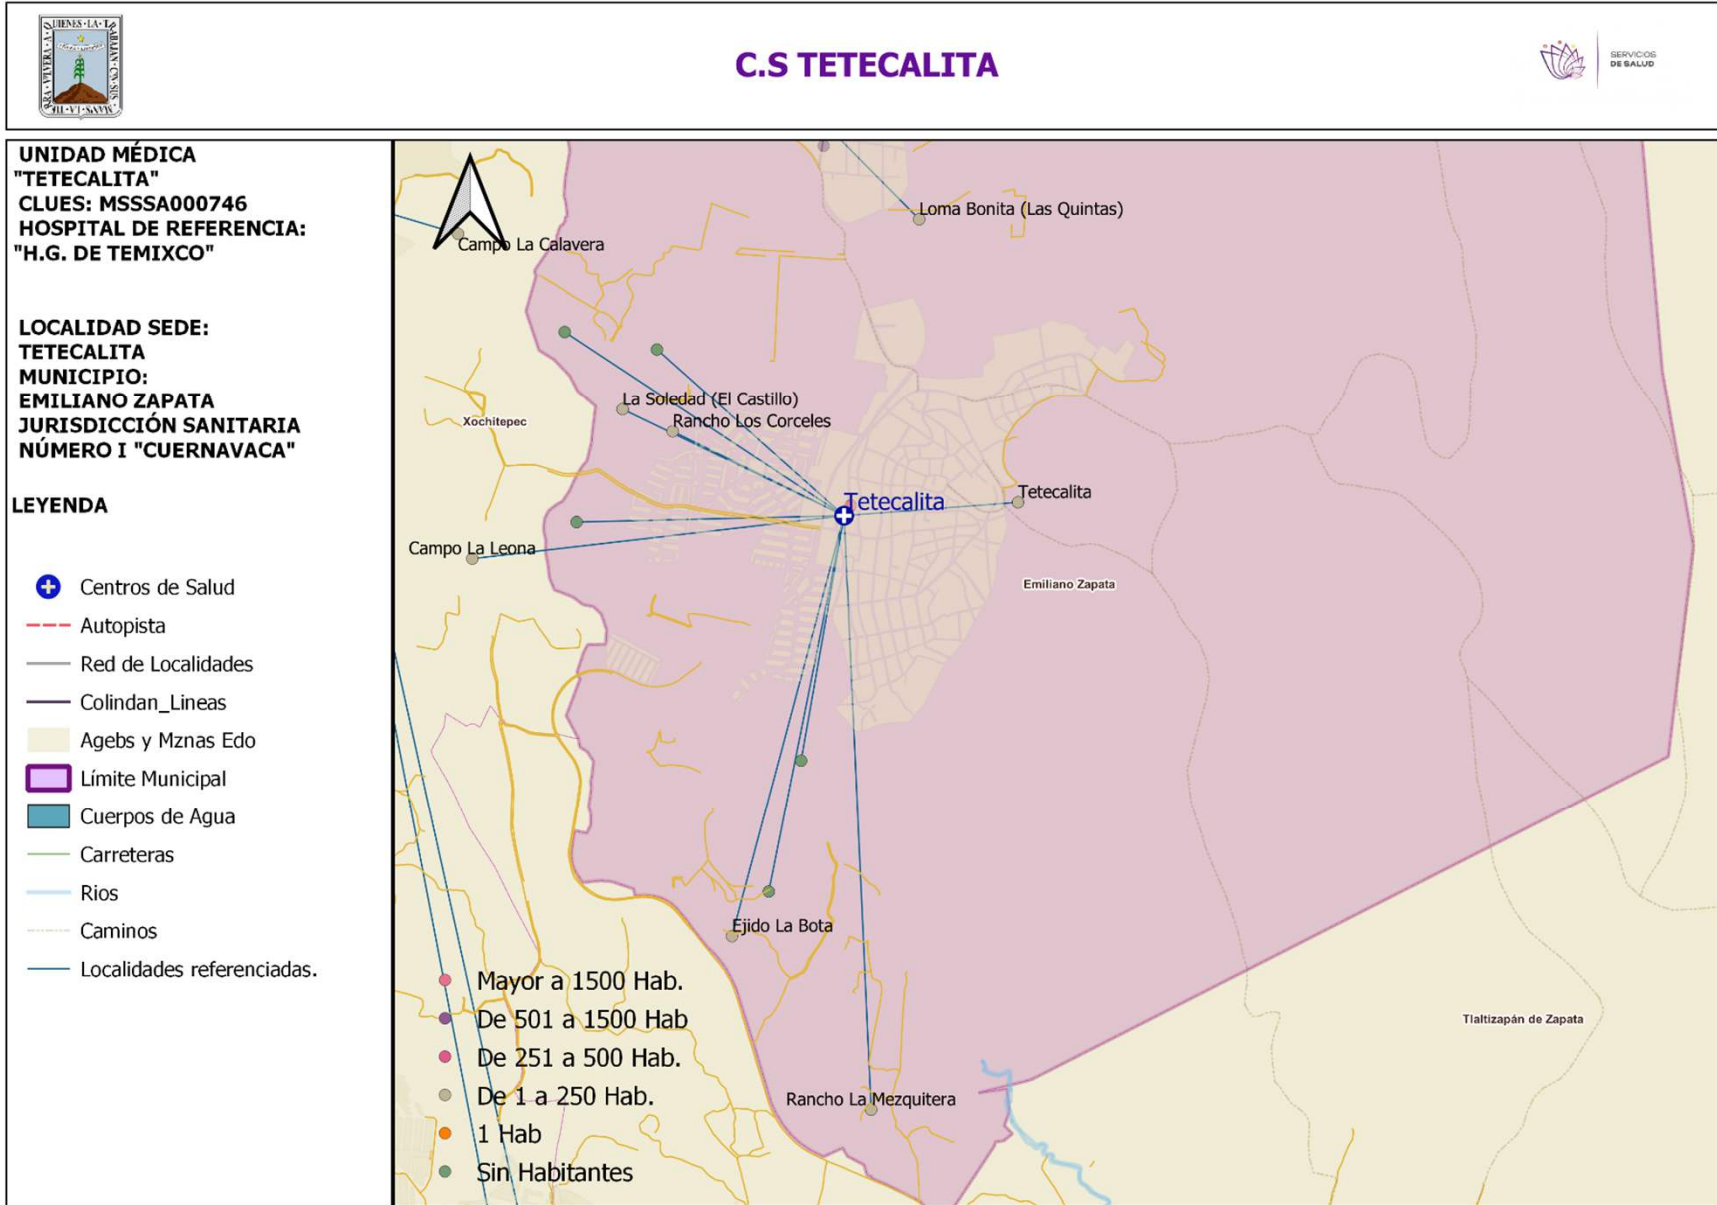 C.S TETECALITA
SERVICIOS
DE SALUD
UNIDAD MÉDICA
"TETECALITA"
CLUES: MSSSA000746
HOSPITAL DE REFERENCIA:
"H.G. DE TEMIXCO"
LOCALIDAD SEDE:
TETECALITA
MUNICIPIO:
EMILIANO ZAPATA
JURISDICCIÓN SANITARIA
NÚMERO I "CUERNAVACA"
LEYENDA
Centros de Salud
Autopista
Red de Localidades
Colindan_Lineas
Agebs y Mznas Edo
Límite Municipal
Cuerpos de Agua
Carreteras
Rios
Caminos
Localidades referenciadas.
Loma Bonita (Las Quintas)
Campo La Calavera
La Soledad (El Castillo)
Rancho Los Corceles
Xochitepec
Tetecalita
Tetecalita
Campo La Leona
Emiliano Zapata
Ejido La Bota
Rancho La Mezquitera
Tlaltizapán de Zapata
Mayor a 1500 Hab.
De 501 a 1500 Hab
De 251 a 500 Hab.
De 1 a 250 Hab.
1 Hab
Sin Habitantes